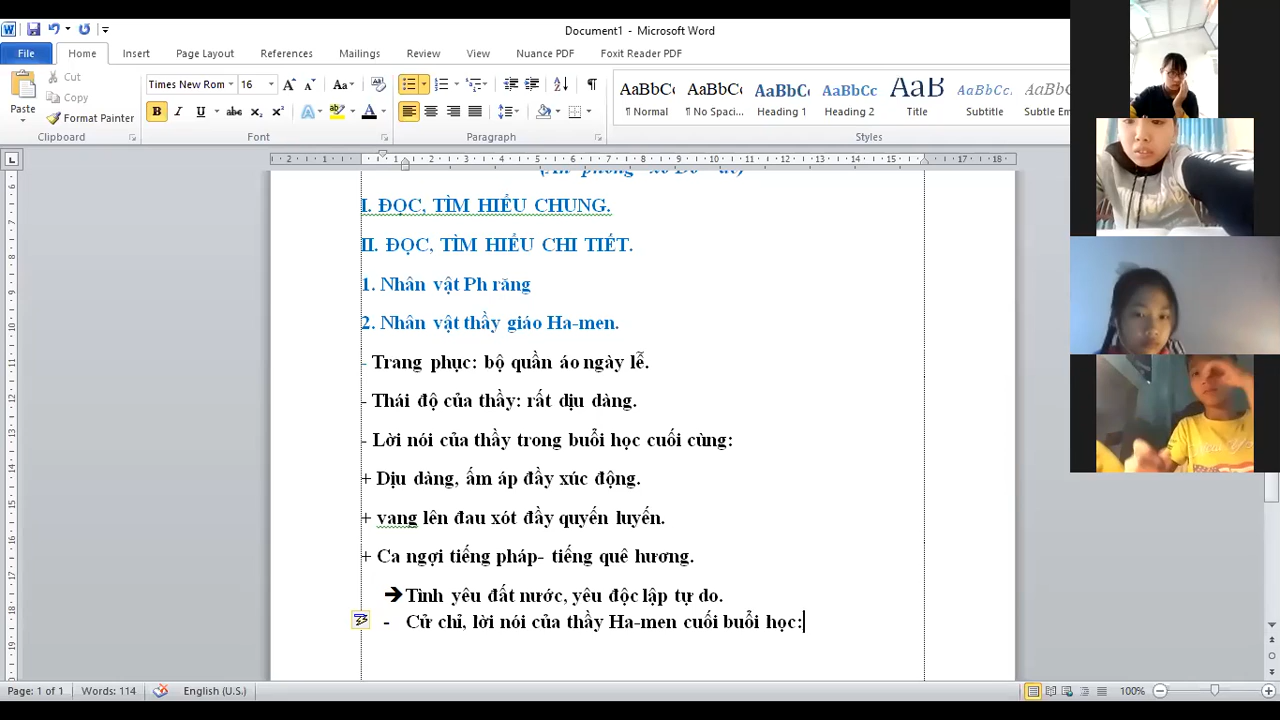 Document1 - Microsoft Word
File Home Insert Page Layout References Mailings Review View Nuance PDF Foxit Reader PDF
Paste
Cut
Copy
Format Painter
Clipboard
Times New Rom 16
Font
Paragraph
AaBbCc AaBbCc AaBbCc AaBbCc AaB AaBbCc AaBbCc
¶ Normal ¶ No Spaci... Heading 1 Heading 2 Title Subtitle Subtle Em
Styles
I. ĐỌC, TÌM HIỂU CHUNG.
II. ĐỌC, TÌM HIỂU CHI TIẾT.
1. Nhân vật Ph răng
2. Nhân vật thầy giáo Ha-men.
- Trang phục: bộ quần áo ngày lễ.
- Thái độ của thầy: rất dịu dàng.
- Lời nói của thầy trong buổi học cuối cùng:
+ Dịu dàng, ấm áp đầy xúc động.
+ vang lên đau xót đầy quyến luyến.
+ Ca ngợi tiếng pháp- tiếng quê hương.
➔Tình yêu đất nước, yêu độc lập tự do.
- Cử chỉ, lời nói của thầy Ha-men cuối buổi học:
Page: 1 of 1 Words: 114 English (U.S.) 100%